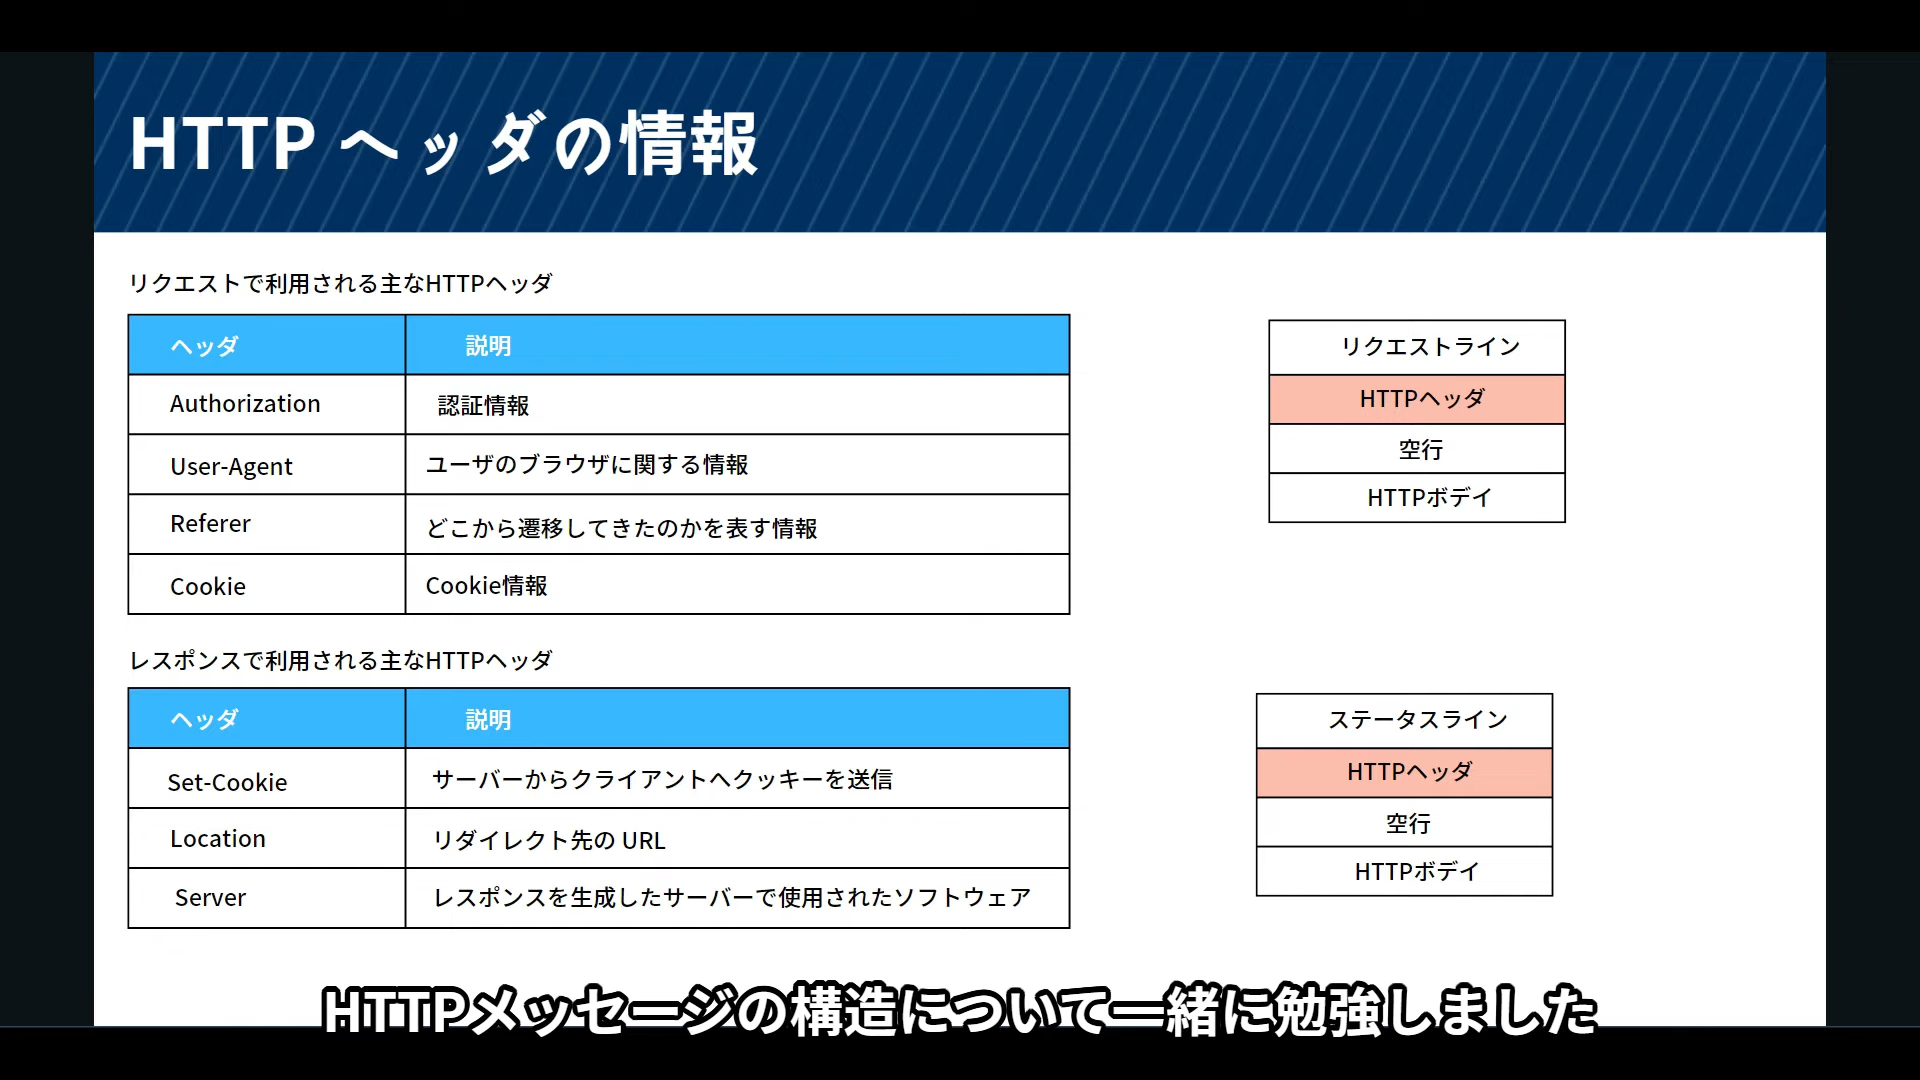 HTTP ヘッダの情報
リクエストで利用される主なHTTPヘッダ
ヘッダ 説明
Authorization 認証情報
User-Agent ユーザのブラウザに関する情報
Referer どこから遷移してきたのかを表す情報
Cookie Cookie情報
リクエストライン
HTTPヘッダ
空行
HTTPボデイ
レスポンスで利用される主なHTTPヘッダ
ヘッダ 説明
Set-Cookie サーバーからクライアントへクッキーを送信
Location リダイレクト先の URL
Server レスポンスを生成したサーバーで使用されたソフトウェア
ステータスライン
HTTPヘッダ
空行
HTTPボデイ
HTTPメッセージの構造について一緒に勉強しました